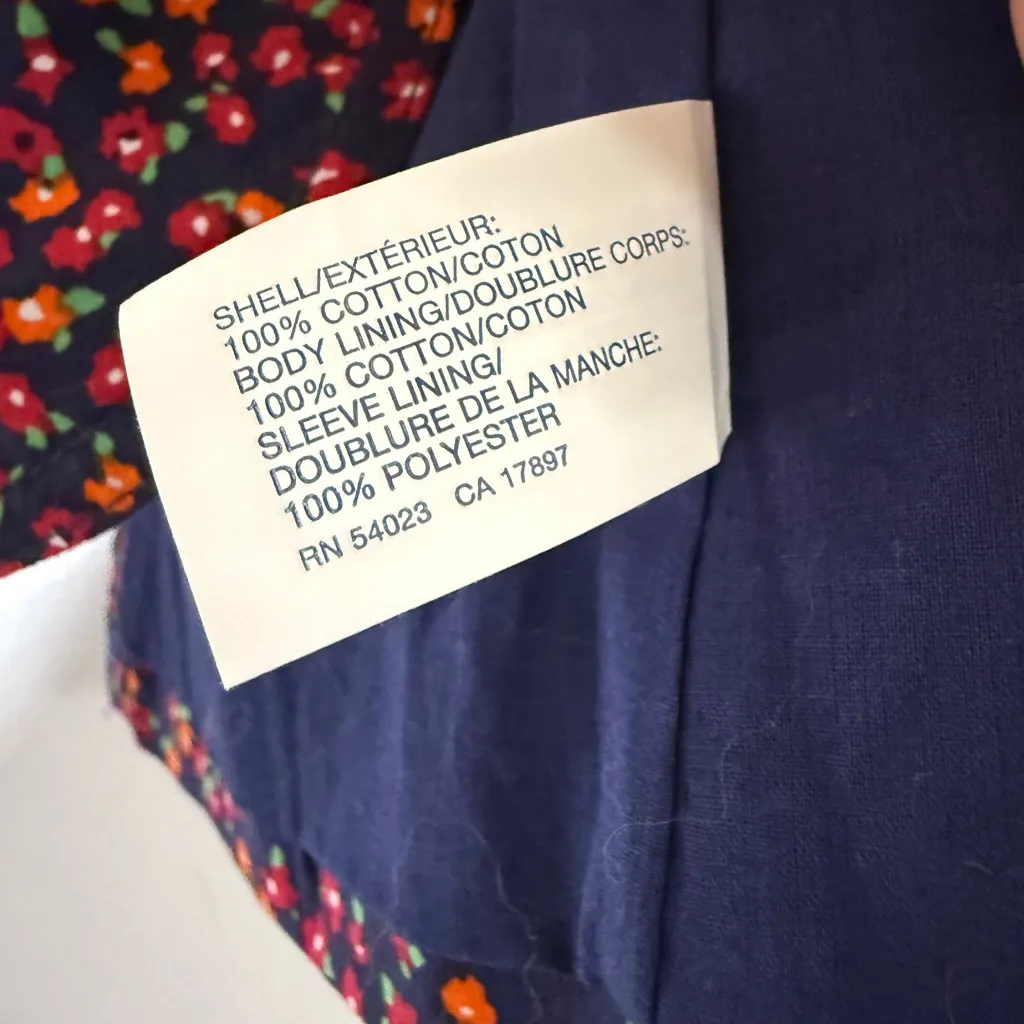 SHELL/EXTÉRIEUR:
100% COTTON/COTON
BODY LINING/DOUBLURE CORPS:
100% COTTON/COTON
SLEEVE LINING/
DOUBLURE DE LA MANCHE:
100% POLYESTER
RN 54023 CA 17897